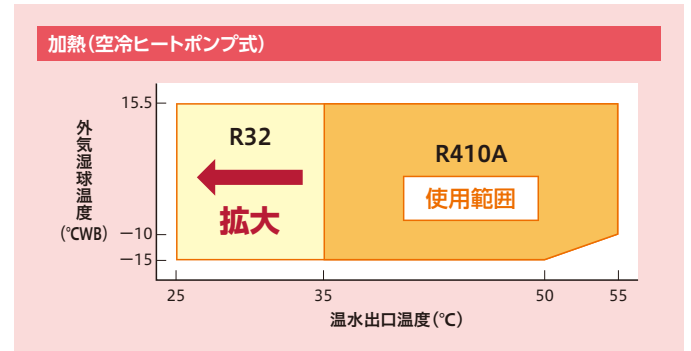 加熱(空冷ヒートポンプ式)
外気湿球温度
(℃WB)
15.5
−10
−15
R32
拡大
R410A
使用範囲
25
35
50
55
温水出口温度(℃)